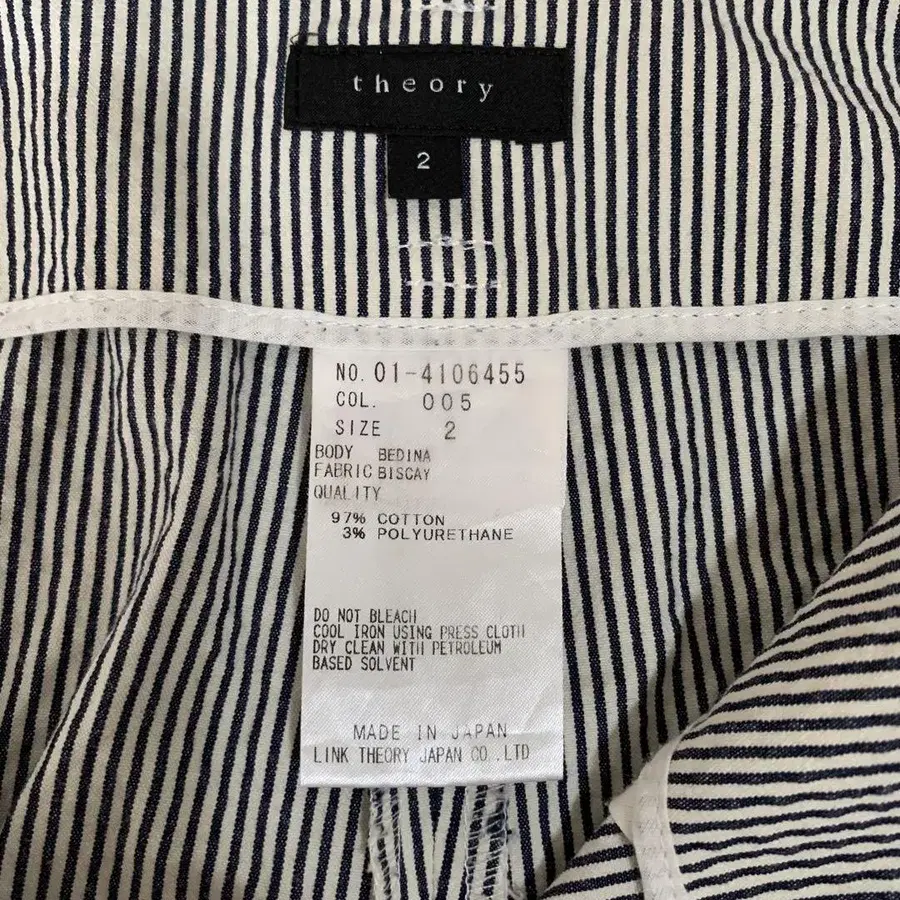 theory
2
NO. 01-4106455
COL. 005
SIZE 2
BODY BEDINA
FABRIC BISCAY
QUALITY
97% COTTON
3% POLYURETHANE
DO NOT BLEACH
COOL IRON USING PRESS CLOTH
DRY CLEAN WITH PETROLEUM
BASED SOLVENT
MADE IN JAPAN
LINK THEORY JAPAN CO.,LTD